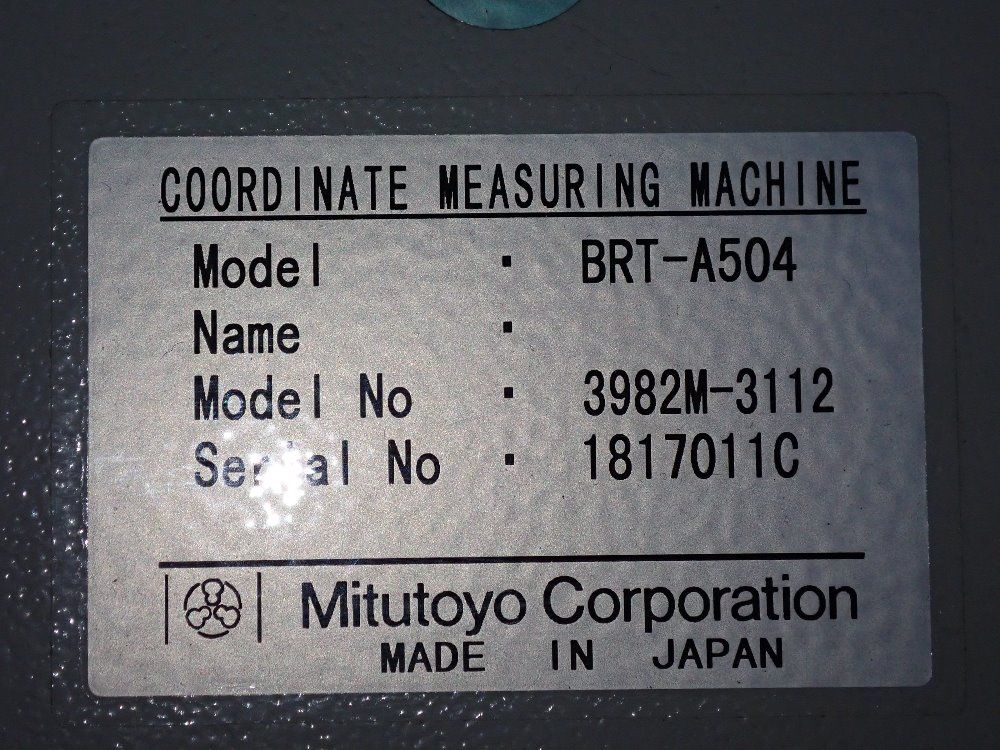 COORDINATE MEASURING MACHINE
Model · BRT-A504
Name ·
Model No · 3982M-3112
Serial No · 1817011C
Mitutoyo Corporation
MADE IN JAPAN